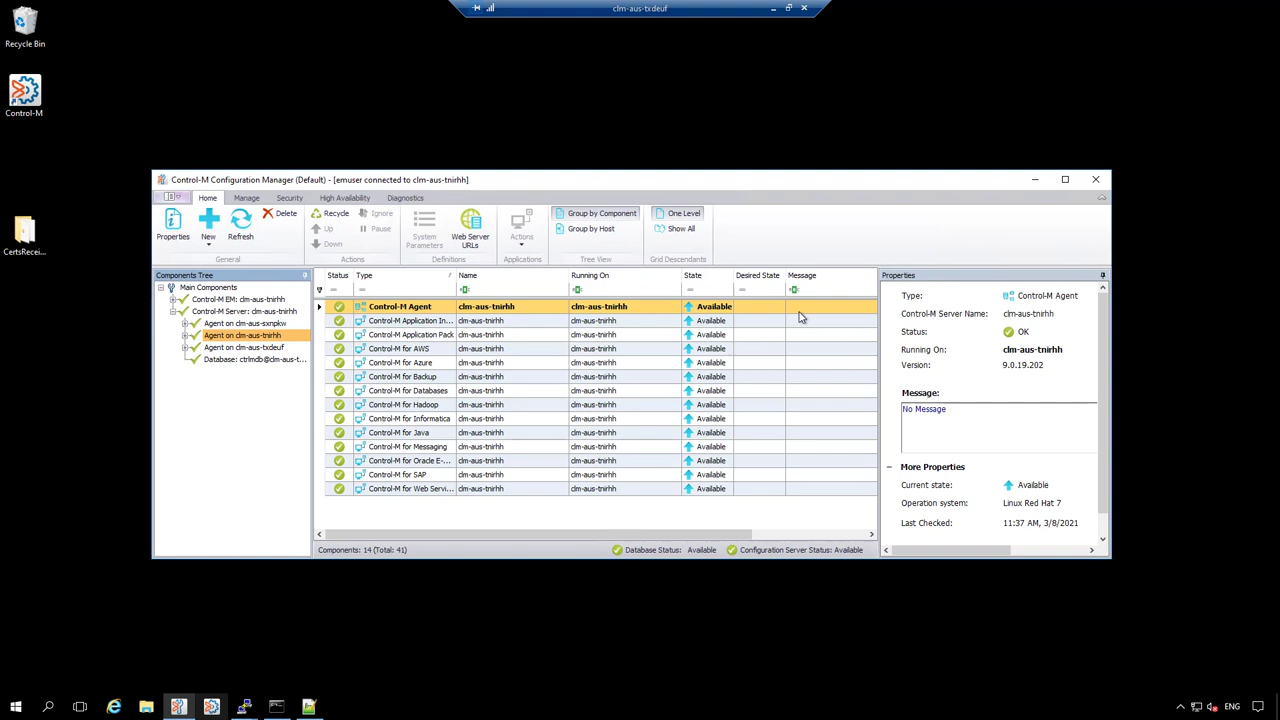 clm-aus-txdeuf
Recycle Bin
Control-M
CertsRecei...
Control-M Configuration Manager (Default) - [emuser connected to clm-aus-tnirhh]
Home Manage Security High Availability Diagnostics
Properties New Refresh Delete
Recycle Ignore
Up Pause
Down
System Parameters
Web Server URLs
Actions
Group by Component
Group by Host
One Level
Show All
General Actions Definitions Applications Tree View Grid Descendants
Components Tree
Main Components
Control-M EM: clm-aus-tnirhh
Control-M Server: clm-aus-tnirhh
Agent on clm-aus-sxnpkw
Agent on clm-aus-tnirhh
Agent on clm-aus-txdeuf
Database: ctrlmdb@clm-aus-t...
Status Type Name Running On State Desired State Message
Control-M Agent clm-aus-tnirhh clm-aus-tnirhh Available
Control-M Application In... clm-aus-tnirhh clm-aus-tnirhh Available
Control-M Application Pack clm-aus-tnirhh clm-aus-tnirhh Available
Control-M for AWS clm-aus-tnirhh clm-aus-tnirhh Available
Control-M for Azure clm-aus-tnirhh clm-aus-tnirhh Available
Control-M for Backup clm-aus-tnirhh clm-aus-tnirhh Available
Control-M for Databases clm-aus-tnirhh clm-aus-tnirhh Available
Control-M for Hadoop clm-aus-tnirhh clm-aus-tnirhh Available
Control-M for Informatica clm-aus-tnirhh clm-aus-tnirhh Available
Control-M for Java clm-aus-tnirhh clm-aus-tnirhh Available
Control-M for Messaging clm-aus-tnirhh clm-aus-tnirhh Available
Control-M for Oracle E-... clm-aus-tnirhh clm-aus-tnirhh Available
Control-M for SAP clm-aus-tnirhh clm-aus-tnirhh Available
Control-M for Web Servi... clm-aus-tnirhh clm-aus-tnirhh Available
Components: 14 (Total: 41)
Database Status: Available
Configuration Server Status: Available
Properties
Type: Control-M Agent
Control-M Server Name: clm-aus-tnirhh
Status: OK
Running On: clm-aus-tnirhh
Version: 9.0.19.202
Message:
No Message
More Properties
Current state: Available
Operation system: Linux Red Hat 7
Last Checked: 11:37 AM, 3/8/2021
ENG